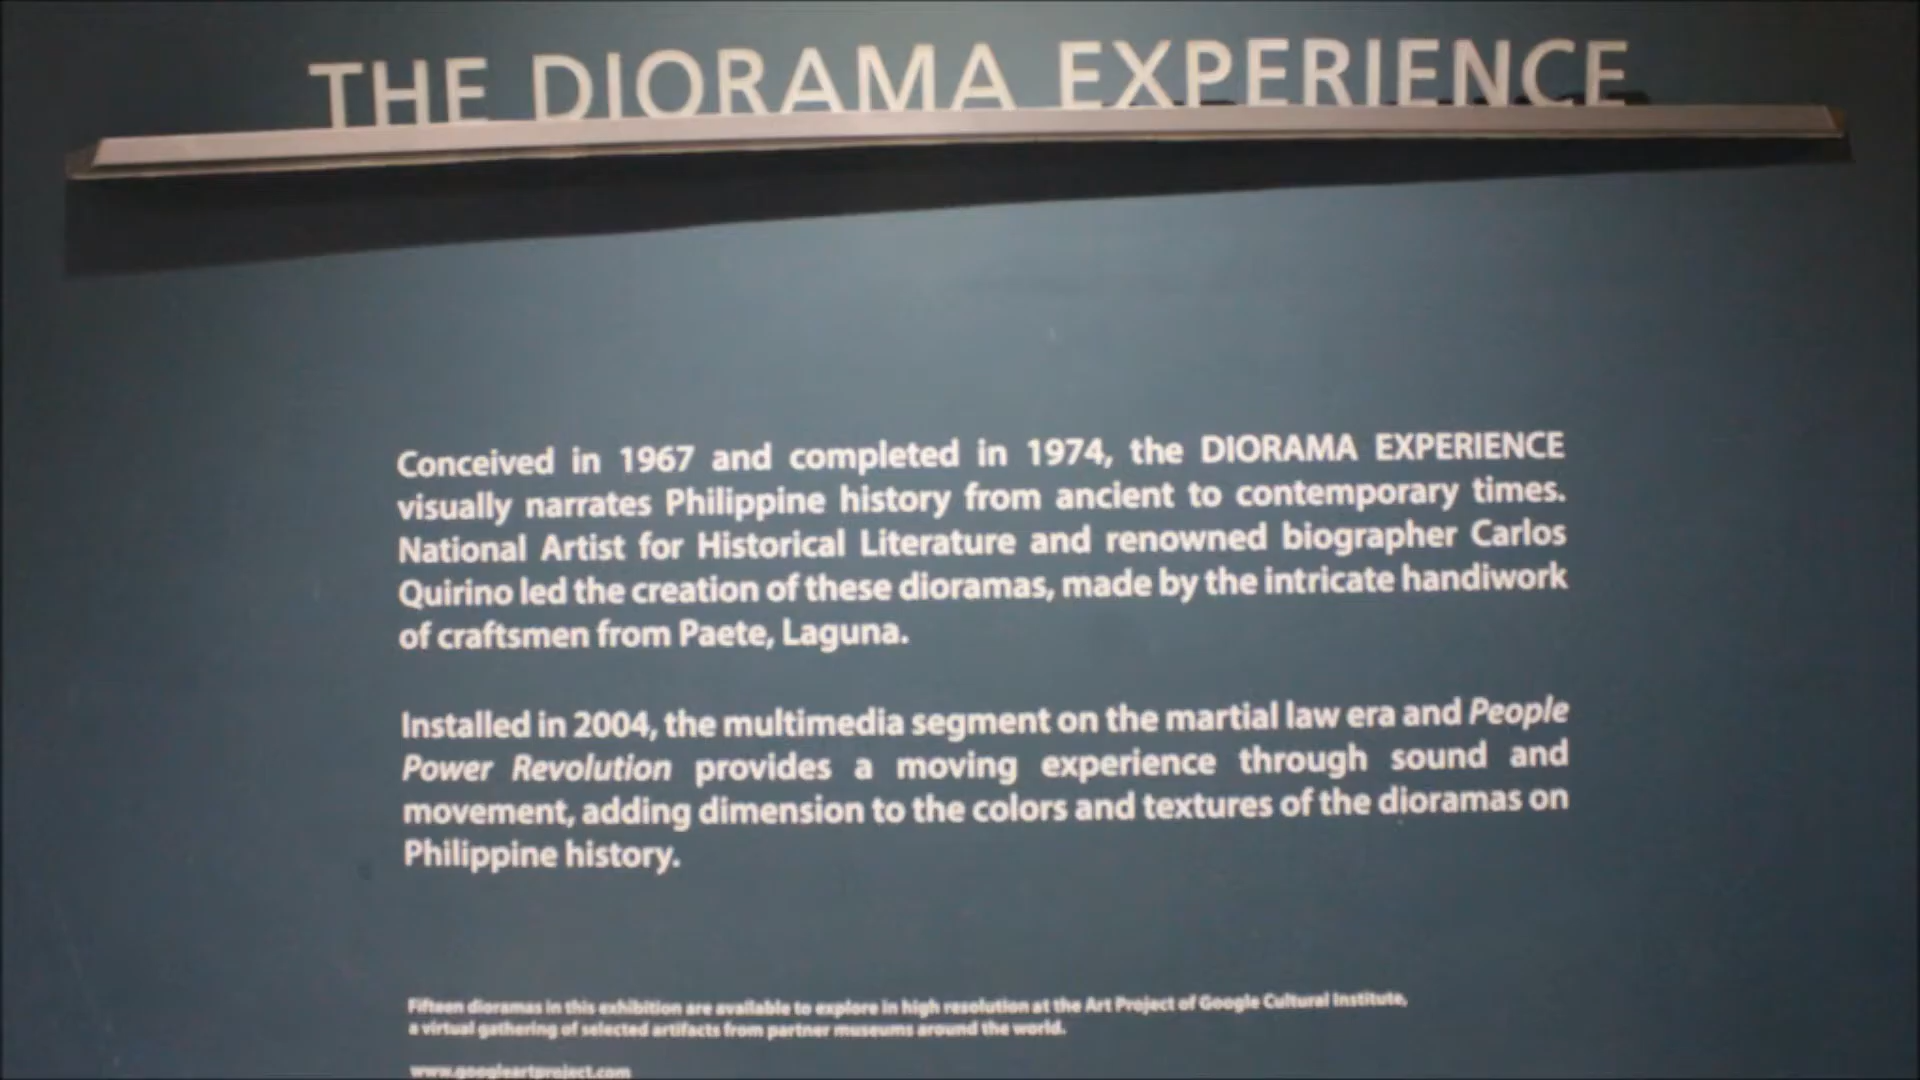 THE DIORAMA EXPERIENCE
Conceived in 1967 and completed in 1974, the DIORAMA EXPERIENCE
visually narrates Philippine history from ancient to contemporary times.
National Artist for Historical Literature and renowned biographer Carlos
Quirino led the creation of these dioramas, made by the intricate handiwork
of craftsmen from Paete, Laguna.
Installed in 2004, the multimedia segment on the martial law era and People
Power Revolution provides a moving experience through sound and
movement, adding dimension to the colors and textures of the dioramas on
Philippine history.
Fifteen dioramas in this exhibition are available to explore in high resolution at the Art Project of Google Cultural Institute,
a virtual gathering of selected artifacts from partner museums around the world.
www.googleartproject.com